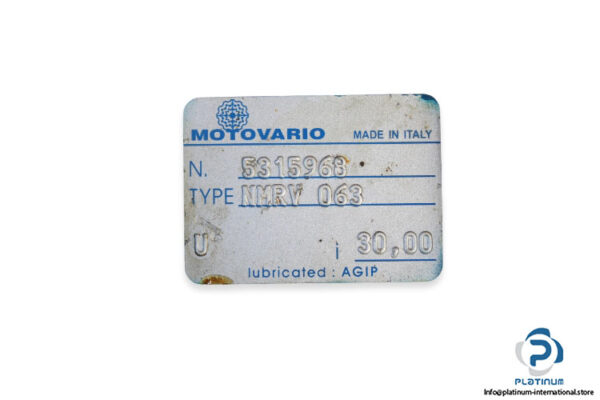 MOTOVARIO MADE IN ITALY
N. 5315963
TYPE NMRV 063
U i 30,00
lubricated : AGIP
PLATINUM
Info@platinum-international.store